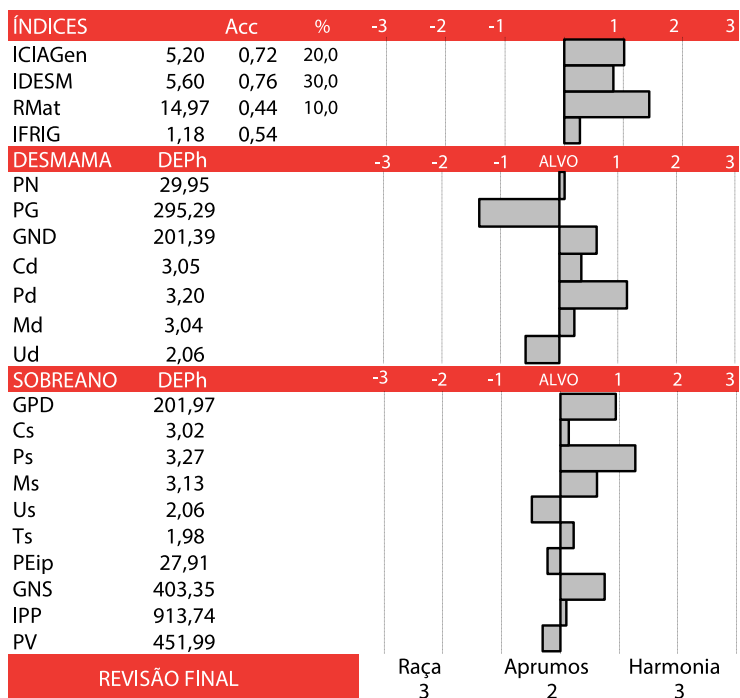 ÍNDICES Acc % -3 -2 -1 1 2 3
ICIAGen 5,20 0,72 20,0
IDESM 5,60 0,76 30,0
RMat 14,97 0,44 10,0
IFRIG 1,18 0,54
DESMAMA DEPh -3 -2 -1 ALVO 1 2 3
PN 29,95
PG 295,29
GND 201,39
Cd 3,05
Pd 3,20
Md 3,04
Ud 2,06
SOBREANO DEPh -3 -2 -1 ALVO 1 2 3
GPD 201,97
Cs 3,02
Ps 3,27
Ms 3,13
Us 2,06
Ts 1,98
PEip 27,91
GNS 403,35
IPP 913,74
PV 451,99
REVISÃO FINAL Raça Aprumos Harmonia
3 2 3